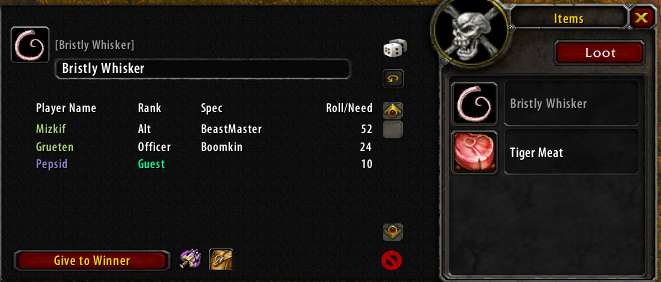 [Bristly Whisker]
Bristly Whisker
Player Name Rank Spec Roll/Need
Mizkif Alt BeastMaster 52
Grueten Officer Boomkin 24
Pepsid Guest 10
Give to Winner
Items
Loot
Bristly Whisker
Tiger Meat